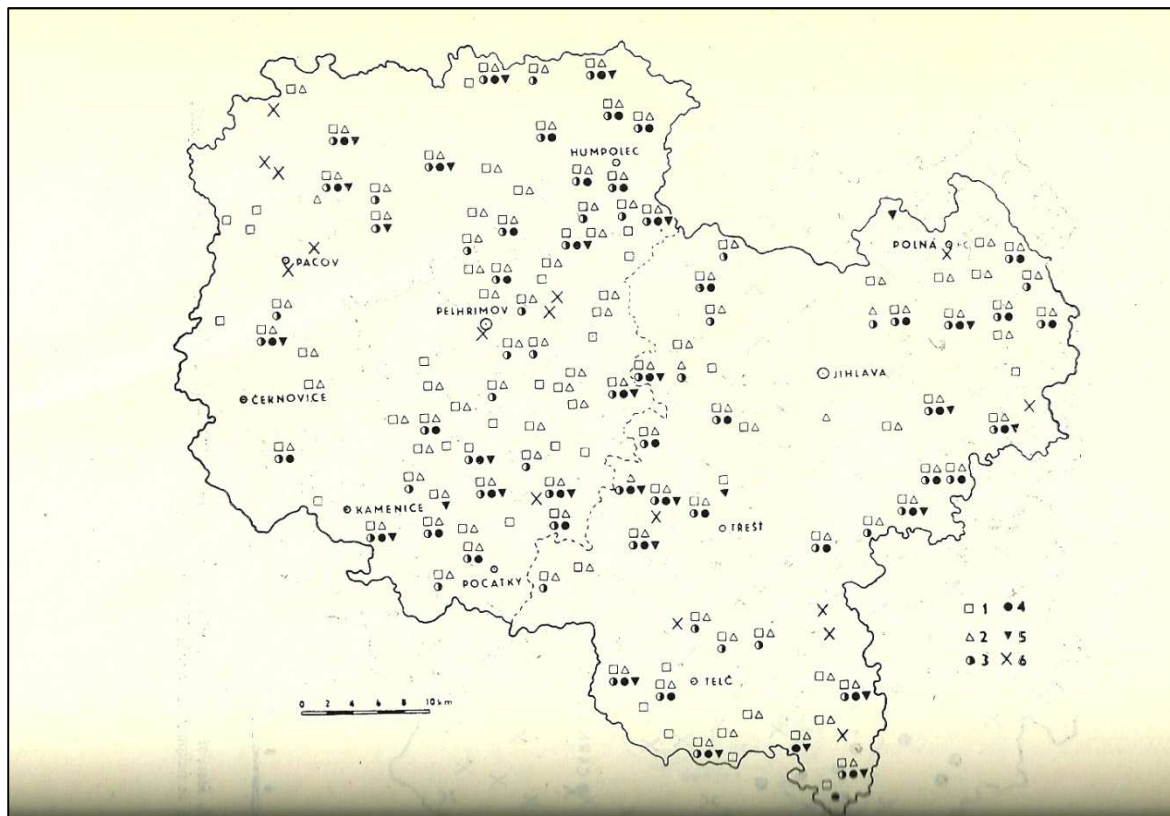 HUMPOLEC
POLNÁ
PACOV
PELHŘIMOV
JIHLAVA
ČERNOVICE
KAMENICE
TŘEŠŤ
POČÁTKY
TELČ
1 4
2 5
3 6
0 2 4 6 8 10 km